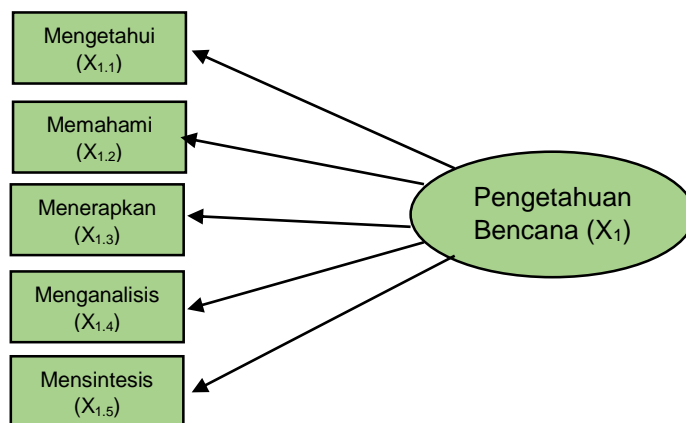 Mengetahui
(X1.1)
Memahami
(X1.2)
Menerapkan
(X1.3)
Menganalisis
(X1.4)
Mensintesis
(X1.5)
Pengetahuan
Bencana (X1)